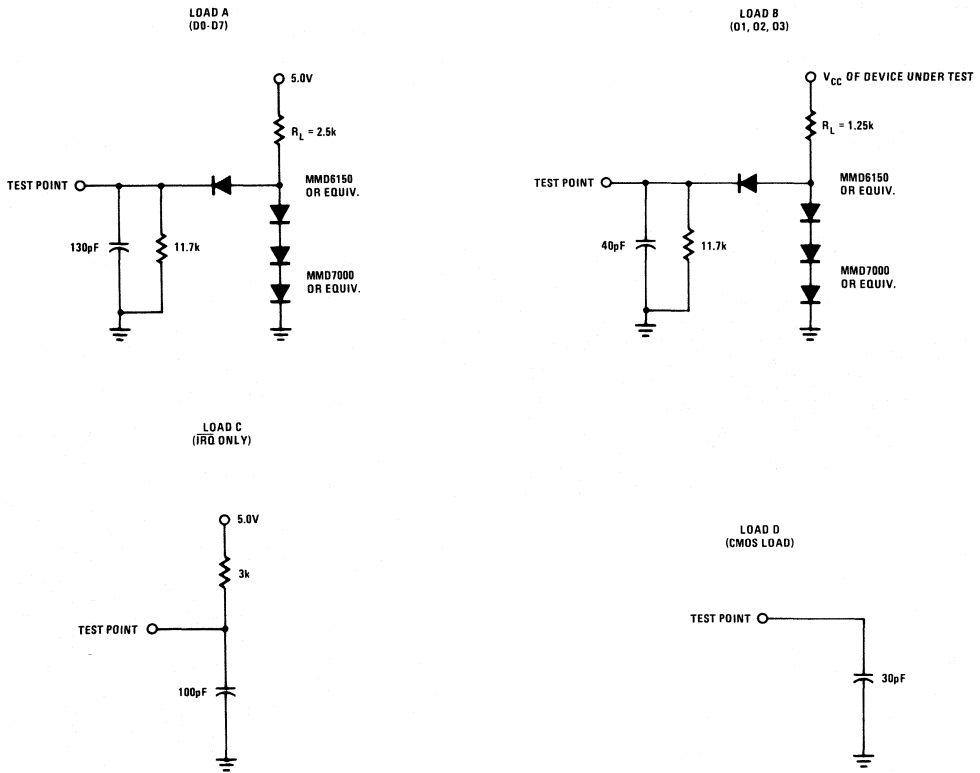 LOAD A
(D0-D7)
5.0V
R_L = 2.5k
MMD6150
OR EQUIV.
TEST POINT
130pF
11.7k
MMD7000
OR EQUIV.
LOAD B
(O1, O2, O3)
V_CC OF DEVICE UNDER TEST
R_L = 1.25k
MMD6150
OR EQUIV.
TEST POINT
40pF
11.7k
MMD7000
OR EQUIV.
LOAD C
(I̅R̅Q̅ ONLY)
5.0V
3k
TEST POINT
100pF
LOAD D
(CMOS LOAD)
TEST POINT
30pF